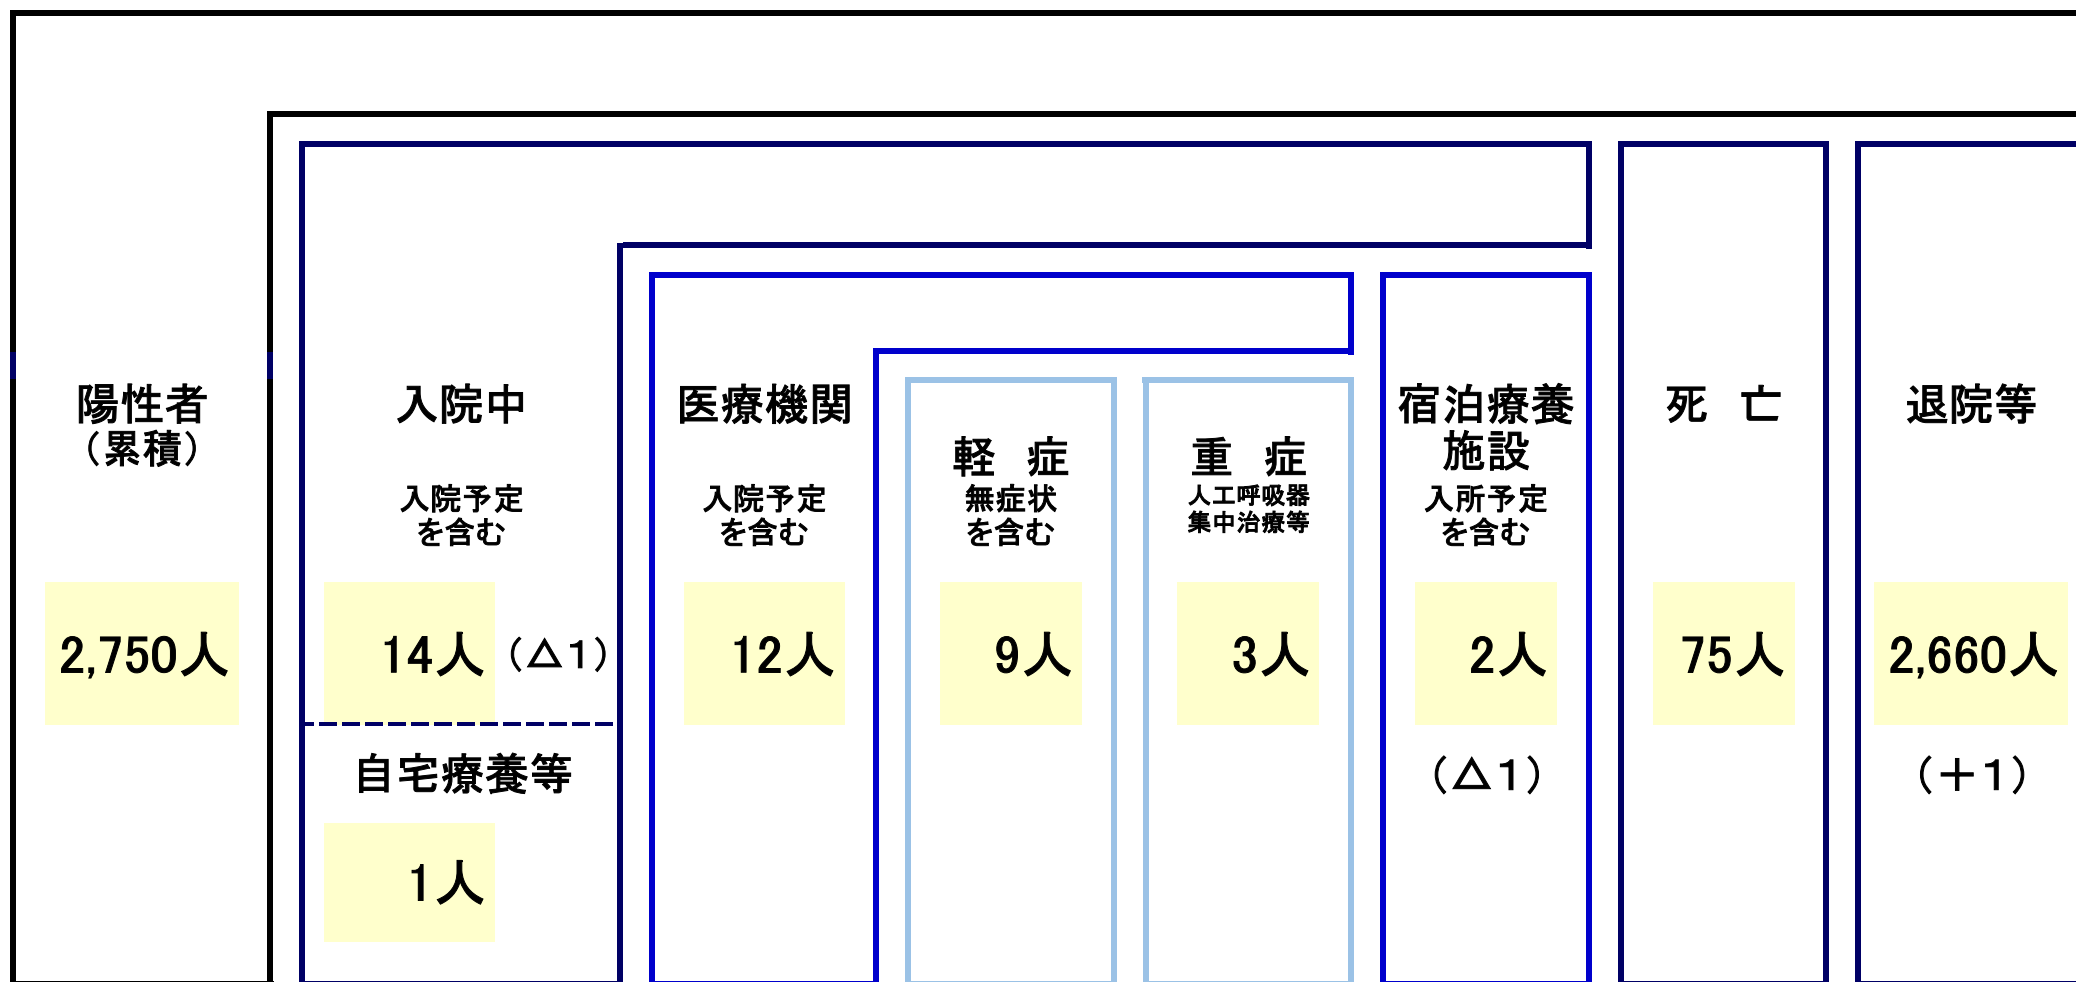 陽性者
（累積）
2,750人
入院中
入院予定
を含む
14人（△1）
自宅療養等
1人
医療機関
入院予定
を含む
12人
軽　症
無症状
を含む
9人
重　症
人工呼吸器
集中治療等
3人
宿泊療養
施設
入所予定
を含む
2人
（△1）
死　亡
75人
退院等
2,660人
（＋1）